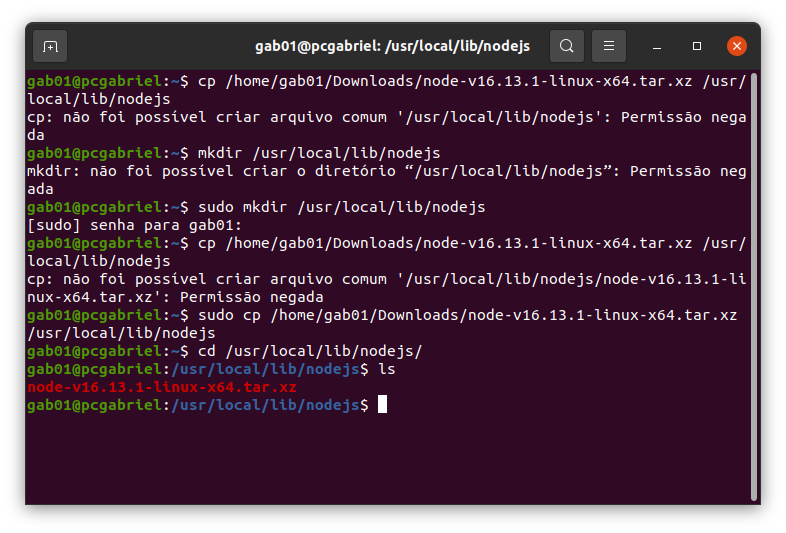 gab01@pcgabriel: /usr/local/lib/nodejs
gab01@pcgabriel:~$ cp /home/gab01/Downloads/node-v16.13.1-linux-x64.tar.xz /usr/
local/lib/nodejs
cp: não foi possível criar arquivo comum '/usr/local/lib/nodejs': Permissão nega
da
gab01@pcgabriel:~$ mkdir /usr/local/lib/nodejs
mkdir: não foi possível criar o diretório “/usr/local/lib/nodejs”: Permissão neg
ada
gab01@pcgabriel:~$ sudo mkdir /usr/local/lib/nodejs
[sudo] senha para gab01:
gab01@pcgabriel:~$ cp /home/gab01/Downloads/node-v16.13.1-linux-x64.tar.xz /usr/
local/lib/nodejs
cp: não foi possível criar arquivo comum '/usr/local/lib/nodejs/node-v16.13.1-li
nux-x64.tar.xz': Permissão negada
gab01@pcgabriel:~$ sudo cp /home/gab01/Downloads/node-v16.13.1-linux-x64.tar.xz
/usr/local/lib/nodejs
gab01@pcgabriel:~$ cd /usr/local/lib/nodejs/
gab01@pcgabriel:/usr/local/lib/nodejs$ ls
node-v16.13.1-linux-x64.tar.xz
gab01@pcgabriel:/usr/local/lib/nodejs$